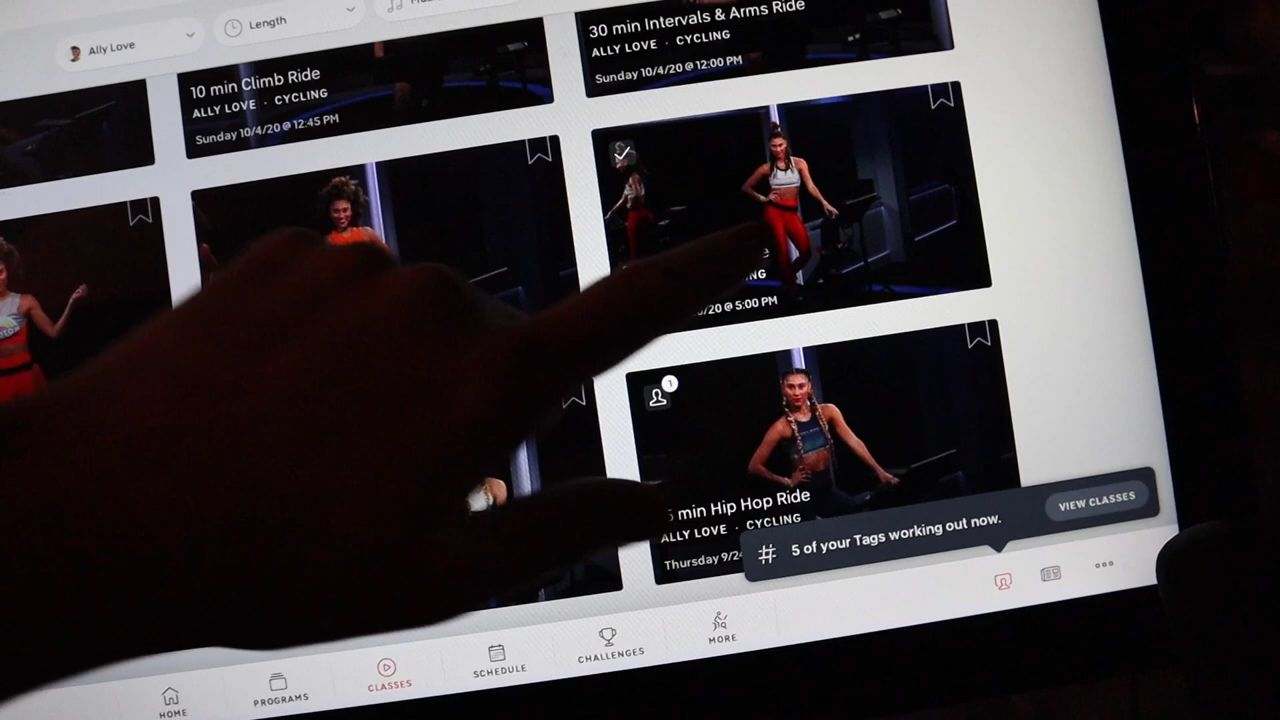 Ally Love
Length
10 min Climb Ride
ALLY LOVE · CYCLING
Sunday 10/4/20 @ 12:45 PM
30 min Intervals & Arms Ride
ALLY LOVE · CYCLING
Sunday 10/4/20 @ 12:00 PM
/20 @ 5:00 PM
1
min Hip Hop Ride
ALLY LOVE · CYCLING
Thursday
# 5 of your Tags working out now.
VIEW CLASSES
HOME
PROGRAMS
CLASSES
SCHEDULE
CHALLENGES
MORE